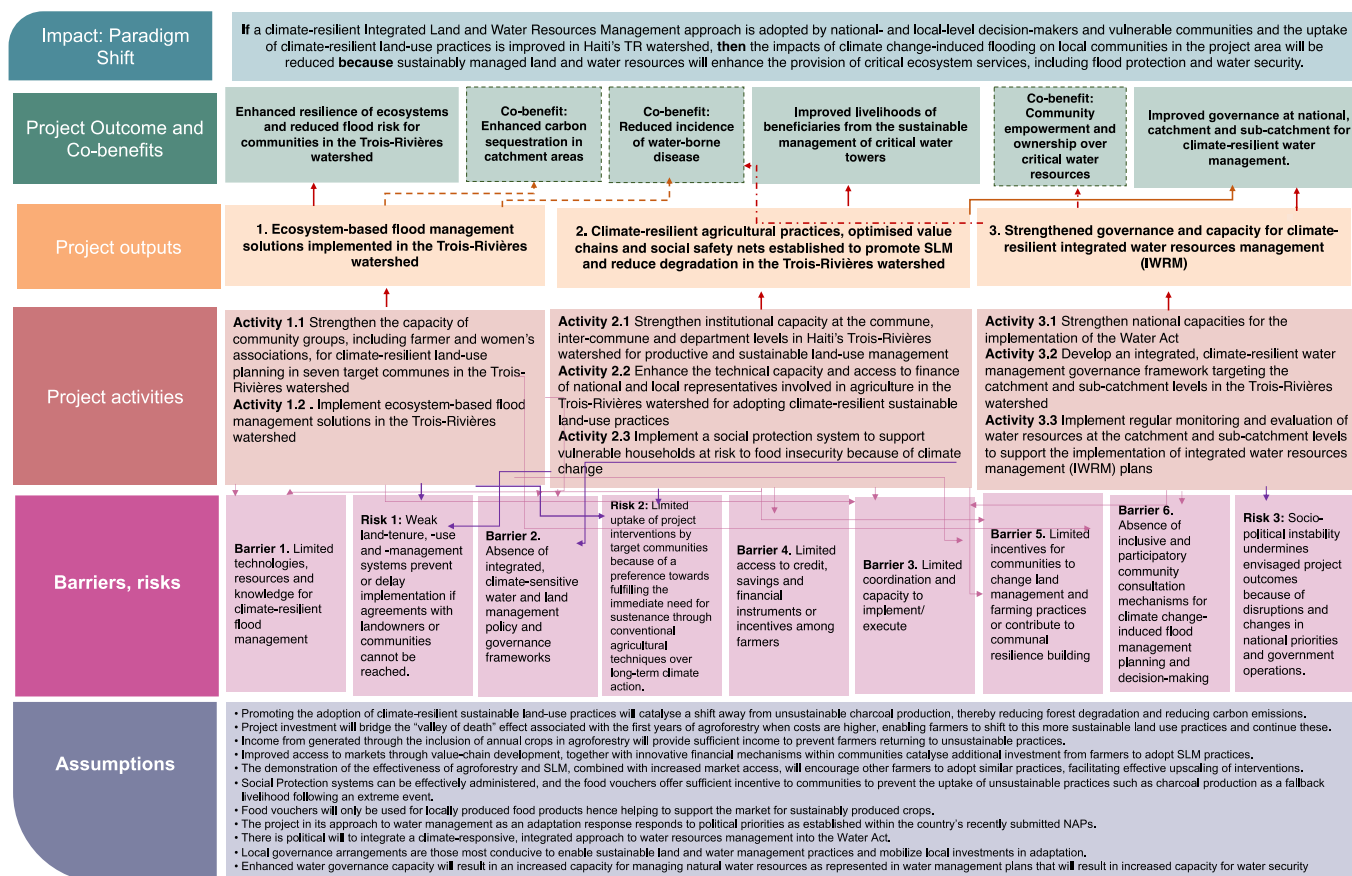 Impact: Paradigm
Shift
If a climate-resilient Integrated Land and Water Resources Management approach is adopted by national- and local-level decision-makers and vulnerable communities and the uptake
of climate-resilient land-use practices is improved in Haiti's TR watershed, then the impacts of climate change-induced flooding on local communities in the project area will be
reduced because sustainably managed land and water resources will enhance the provision of critical ecosystem services, including flood protection and water security.
Project Outcome and
Co-benefits
Enhanced resilience of ecosystems
and reduced flood risk for
communities in the Trois-Rivières
watershed
Co-benefit:
Enhanced carbon
sequestration in
catchment areas
Co-benefit:
Reduced incidence
of water-borne
disease
Improved livelihoods of
beneficiaries from the sustainable
management of critical water
towers
Co-benefit:
Community
empowerment and
ownership over
critical water
resources
Improved governance at national,
catchment and sub-catchment for
climate-resilient water
management.
Project outputs
1. Ecosystem-based flood management
solutions implemented in the Trois-Rivières
watershed
2. Climate-resilient agricultural practices, optimised value
chains and social safety nets established to promote SLM
and reduce degradation in the Trois-Rivières watershed
3. Strengthened governance and capacity for climate-
resilient integrated water resources management
(IWRM)
Project activities
Activity 1.1 Strengthen the capacity of
community groups, including farmer and women's
associations, for climate-resilient land-use
planning in seven target communes in the Trois-
Rivières watershed
Activity 1.2 . Implement ecosystem-based flood
management solutions in the Trois-Rivières
watershed
Activity 2.1 Strengthen institutional capacity at the commune,
inter-commune and department levels in Haiti's Trois-Rivières
watershed for productive and sustainable land-use management
Activity 2.2 Enhance the technical capacity and access to finance
of national and local representatives involved in agriculture in the
Trois-Rivières watershed for adopting climate-resilient sustainable
land-use practices
Activity 2.3 Implement a social protection system to support
vulnerable households at risk to food insecurity because of climate
change
Activity 3.1 Strengthen national capacities for the
implementation of the Water Act
Activity 3.2 Develop an integrated, climate-resilient water
management governance framework targeting the
catchment and sub-catchment levels in the Trois-Rivières
watershed
Activity 3.3 Implement regular monitoring and evaluation of
water resources at the catchment and sub-catchment levels
to support the implementation of integrated water resources
management (IWRM) plans
Barriers, risks
Barrier 1. Limited
technologies,
resources and
knowledge for
climate-resilient
flood
management
Risk 1: Weak
land-tenure, -use
and -management
systems prevent
or delay
implementation if
agreements with
landowners or
communities
cannot be
reached.
Barrier 2.
Absence of
integrated,
climate-sensitive
water and land
management
policy and
governance
frameworks
Risk 2: Limited
uptake of project
interventions by
target communities
because of a
preference towards
fulfilling the
immediate need for
sustenance through
conventional
agricultural
techniques over
long-term climate
action.
Barrier 4. Limited
access to credit,
savings and
financial
instruments or
incentives among
farmers
Barrier 3. Limited
coordination and
capacity to
implement/
execute
Barrier 5. Limited
incentives for
communities to
change land
management and
farming practices
or contribute to
communal
resilience building
Barrier 6.
Absence of
inclusive and
participatory
community
consultation
mechanisms for
climate change-
induced flood
management
planning and
decision-making
Risk 3: Socio-
political instability
undermines
envisaged project
outcomes
because of
disruptions and
changes in
national priorities
and government
operations.
Assumptions
• Promoting the adoption of climate-resilient sustainable land-use practices will catalyse a shift away from unsustainable charcoal production, thereby reducing forest degradation and reducing carbon emissions.
• Project investment will bridge the "valley of death" effect associated with the first years of agroforestry when costs are higher, enabling farmers to shift to this more sustainable land use practices and continue these.
• Income from generated through the inclusion of annual crops in agroforestry will provide sufficient income to prevent farmers returning to unsustainable practices.
• Improved access to markets through value-chain development, together with innovative financial mechanisms within communities catalyse additional investment from farmers to adopt SLM practices.
• The demonstration of the effectiveness of agroforestry and SLM, combined with increased market access, will encourage other farmers to adopt similar practices, facilitating effective upscaling of interventions.
• Social Protection systems can be effectively administered, and the food vouchers offer sufficient incentive to communities to prevent the uptake of unsustainable practices such as charcoal production as a fallback
livelihood following an extreme event.
• Food vouchers will only be used for locally produced food products hence helping to support the market for sustainably produced crops.
• The project in its approach to water management as an adaptation response responds to political priorities as established within the country's recently submitted NAPs.
• There is political will to integrate a climate-responsive, integrated approach to water resources management into the Water Act.
• Local governance arrangements are those most conducive to enable sustainable land and water management practices and mobilize local investments in adaptation.
• Enhanced water governance capacity will result in an increased capacity for managing natural water resources as represented in water management plans that will result in increased capacity for water security